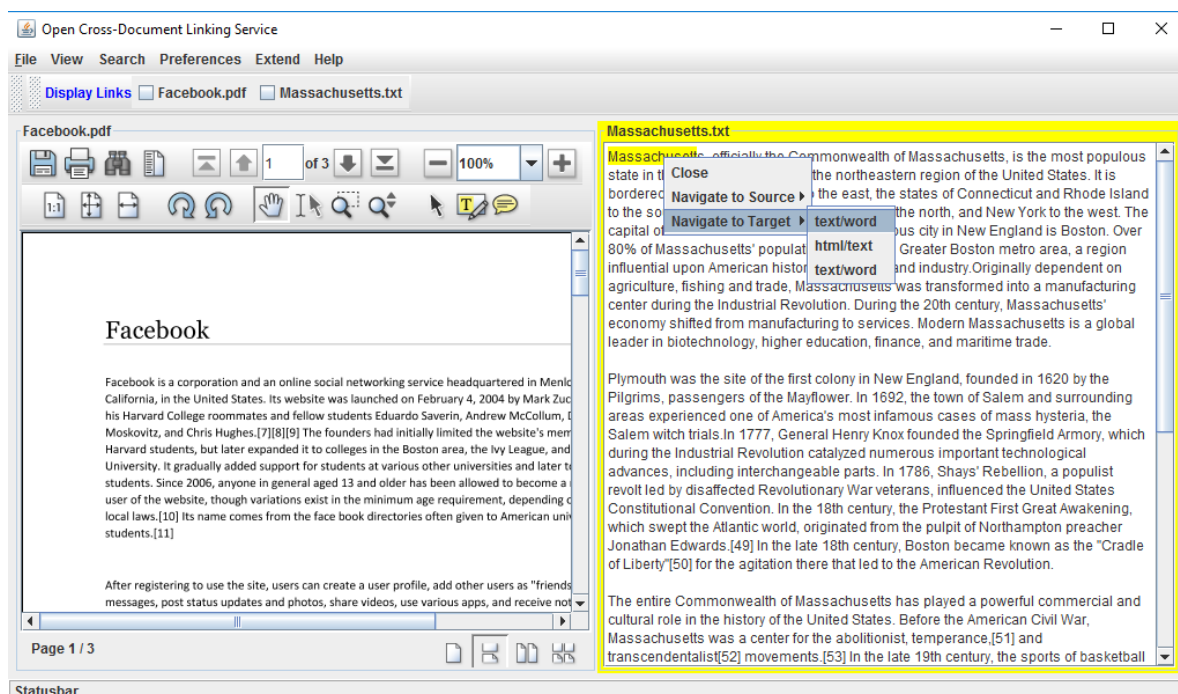 Open Cross-Document Linking Service
File View Search Preferences Extend Help
Display Links Facebook.pdf Massachusetts.txt
Facebook.pdf
1 of 3 100%
1:1 T
Facebook
Facebook is a corporation and an online social networking service headquartered in
California, in the United States. Its website was launched on February 4, 2004 by Mark
his Harvard College roommates and fellow students Eduardo Saverin, Andrew McCollum,
Moskovitz, and Chris Hughes.[7][8][9] The founders had initially limited the website's
Harvard students, but later expanded it to colleges in the Boston area, the Ivy League, and
University. It gradually added support for students at various other universities and later
students. Since 2006, anyone in general aged 13 and older has been allowed to become a
user of the website, though variations exist in the minimum age requirement, depending
local laws.[10] Its name comes from the face book directories often given to American
students.[11]
After registering to use the site, users can create a user profile, add other users as "friends
messages, post status updates and photos, share videos, use various apps, and receive
Page 1 / 3
Massachusetts.txt
Massachusetts, officially the Commonwealth of Massachusetts, is the most populous
state in the northeastern region of the United States. It is
bordered the east, the states of Connecticut and Rhode Island
to the the north, and New York to the west. The
capital of city in New England is Boston. Over
80% of Massachusetts' Greater Boston metro area, a region
influential upon American and industry.Originally dependent on
agriculture, fishing and trade, Massachusetts was transformed into a manufacturing
center during the Industrial Revolution. During the 20th century, Massachusetts'
economy shifted from manufacturing to services. Modern Massachusetts is a global
leader in biotechnology, higher education, finance, and maritime trade.
Plymouth was the site of the first colony in New England, founded in 1620 by the
Pilgrims, passengers of the Mayflower. In 1692, the town of Salem and surrounding
areas experienced one of America's most infamous cases of mass hysteria, the
Salem witch trials.In 1777, General Henry Knox founded the Springfield Armory, which
during the Industrial Revolution catalyzed numerous important technological
advances, including interchangeable parts. In 1786, Shays' Rebellion, a populist
revolt led by disaffected Revolutionary War veterans, influenced the United States
Constitutional Convention. In the 18th century, the Protestant First Great Awakening,
which swept the Atlantic world, originated from the pulpit of Northampton preacher
Jonathan Edwards.[49] In the late 18th century, Boston became known as the "Cradle
of Liberty"[50] for the agitation there that led to the American Revolution.
The entire Commonwealth of Massachusetts has played a powerful commercial and
cultural role in the history of the United States. Before the American Civil War,
Massachusetts was a center for the abolitionist, temperance,[51] and
transcendentalist[52] movements.[53] In the late 19th century, the sports of basketball
Close
Navigate to Source
Navigate to Target
text/word
html/text
text/word
Statusbar